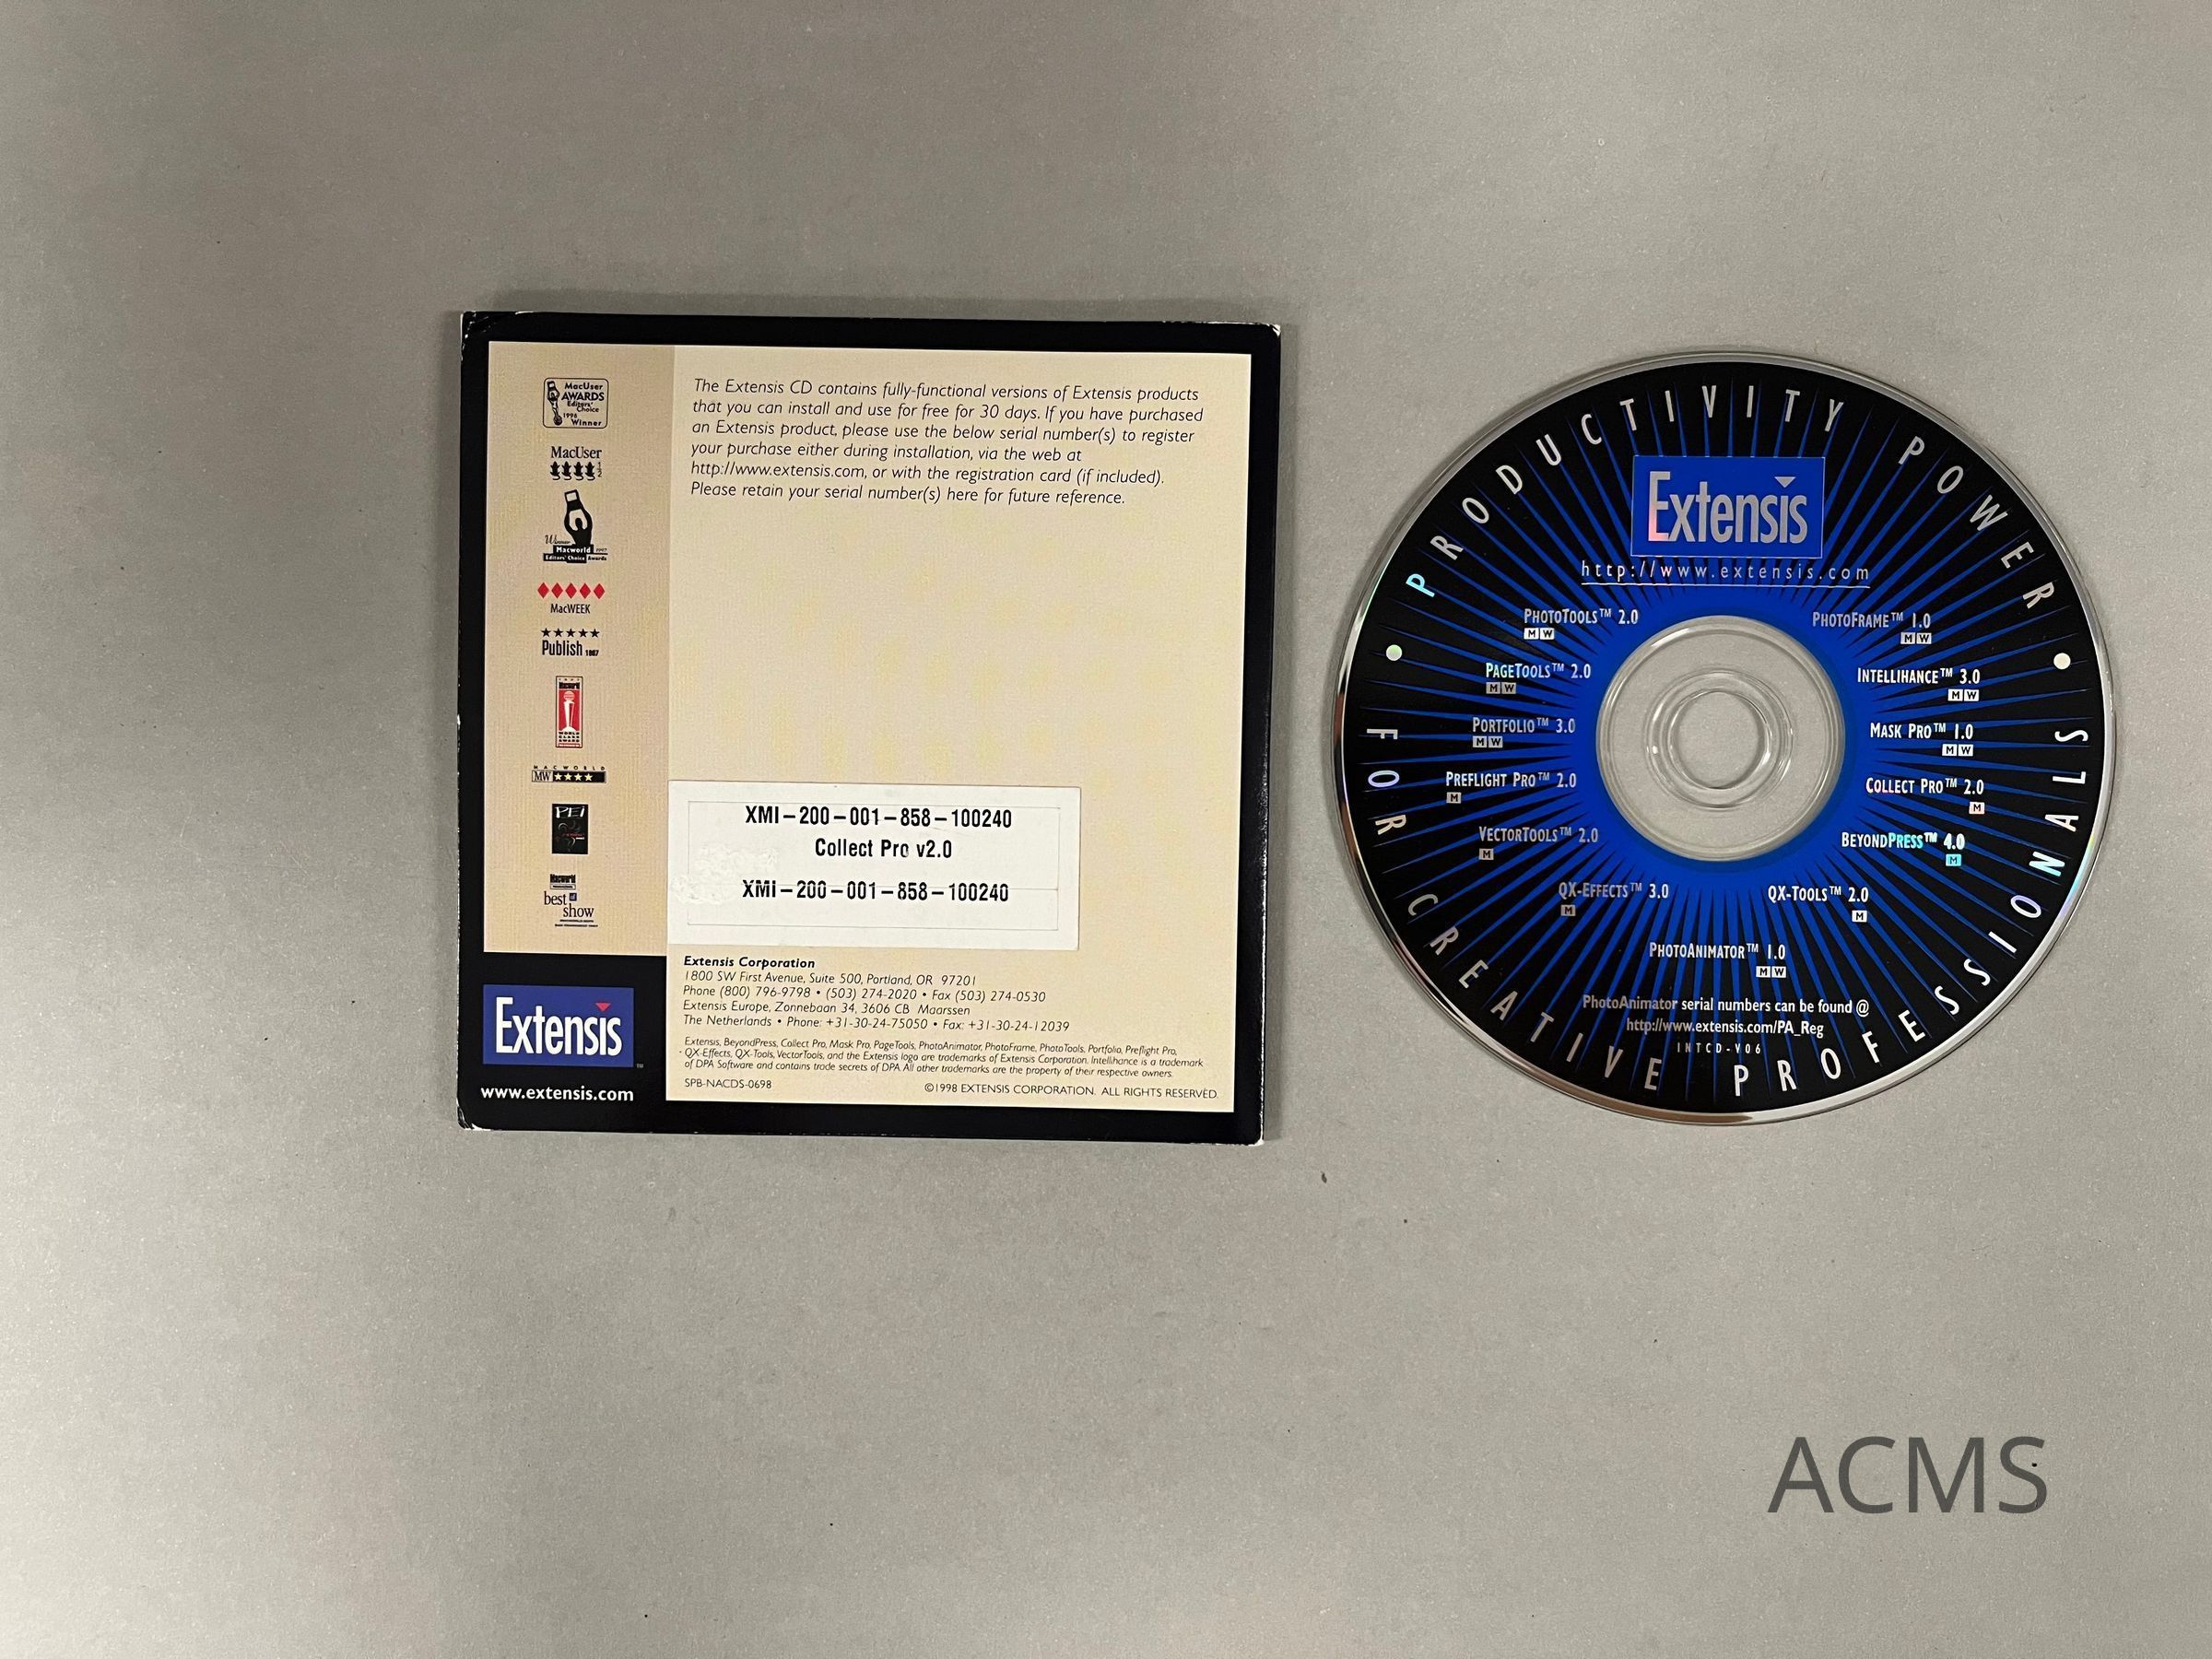 MacUser
AWARDS
Editors'
Choice
1996
Winner
MacUser
Winner
Macworld 1997
Editors' Choice Awards
MacWEEK
Publish 1997
WORLD
CLASS
AWARD
MACWORLD
MW
PEI
Macworld
best of
show
Extensis
www.extensis.com
The Extensis CD contains fully-functional versions of Extensis products
that you can install and use for free for 30 days. If you have purchased
an Extensis product, please use the below serial number(s) to register
your purchase either during installation, via the web at
http://www.extensis.com, or with the registration card (if included).
Please retain your serial number(s) here for future reference.
XMI-200-001-858-100240
Collect Pro v2.0
XMI-200-001-858-100240
Extensis Corporation
1800 SW First Avenue, Suite 500, Portland, OR 97201
Phone (800) 796-9798 • (503) 274-2020 • Fax (503) 274-0530
Extensis Europe, Zonnebaan 34, 3606 CB Maarssen
The Netherlands • Phone: +31-30-24-75050 • Fax: +31-30-24-12039
Extensis, BeyondPress, Collect Pro, Mask Pro, PageTools, PhotoAnimator, PhotoFrame, PhotoTools, Portfolio, Preflight Pro,
QX-Effects, QX-Tools, VectorTools, and the Extensis logo are trademarks of Extensis Corporation. Intellihance is a trademark
of DPA Software and contains trade secrets of DPA. All other trademarks are the property of their respective owners.
SPB-NACDS-0698
©1998 EXTENSIS CORPORATION. ALL RIGHTS RESERVED.
PRODUCTIVITY POWER
FOR CREATIVE PROFESSIONALS
Extensis
http://www.extensis.com
PHOTOTOOLS™ 2.0
M W
PHOTOFRAME™ 1.0
M W
PAGETOOLS™ 2.0
M W
INTELLIHANCE™ 3.0
M W
PORTFOLIO™ 3.0
M W
MASK PRO™ 1.0
M W
PREFLIGHT PRO™ 2.0
M
COLLECT PRO™ 2.0
M
VECTORTOOLS™ 2.0
M
BEYONDPRESS™ 4.0
M
QX-EFFECTS™ 3.0
M
QX-TOOLS™ 2.0
M
PHOTOANIMATOR™ 1.0
M W
PhotoAnimator serial numbers can be found @
http://www.extensis.com/PA_Reg
INTCD-V06
ACMS